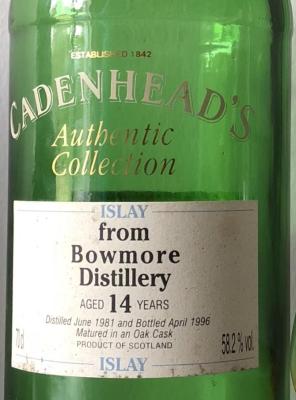 ESTABLISHED 1842
CADENHEAD'S
Authentic
Collection
ISLAY
from
Bowmore
Distillery
AGED 14 YEARS
Distilled June 1981 and Bottled April 1996
Matured in an Oak Cask
PRODUCT OF SCOTLAND
70cl
58.2% vol.
ISLAY